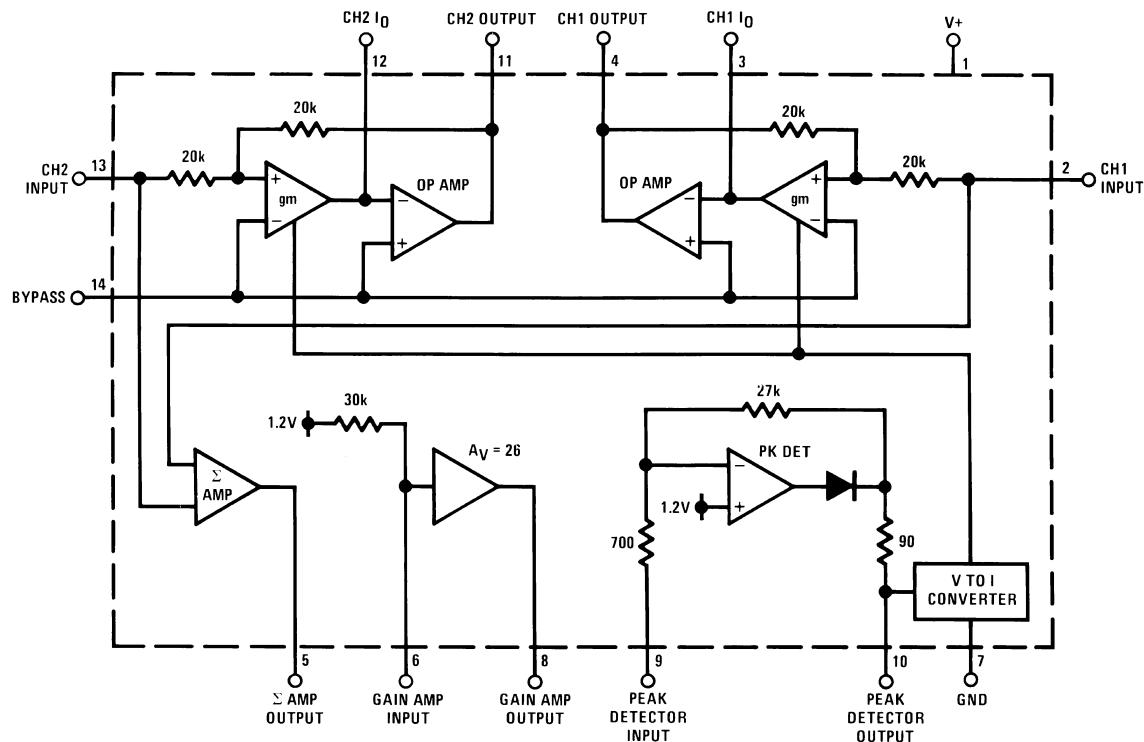 CH2 I0
CH2 OUTPUT
CH1 OUTPUT
CH1 I0
V+
12
11
4
3
1
20k
20k
CH2
INPUT
13
20k
20k
2
CH1
INPUT
+
gm
−
OP AMP
−
+
OP AMP
−
+
+
gm
−
BYPASS
14
1.2V
30k
27k
Σ
AMP
AV = 26
PK DET
−
1.2V
+
700
90
V TO I
CONVERTER
5
6
8
9
10
7
Σ AMP
OUTPUT
GAIN AMP
INPUT
GAIN AMP
OUTPUT
PEAK
DETECTOR
INPUT
PEAK
DETECTOR
OUTPUT
GND